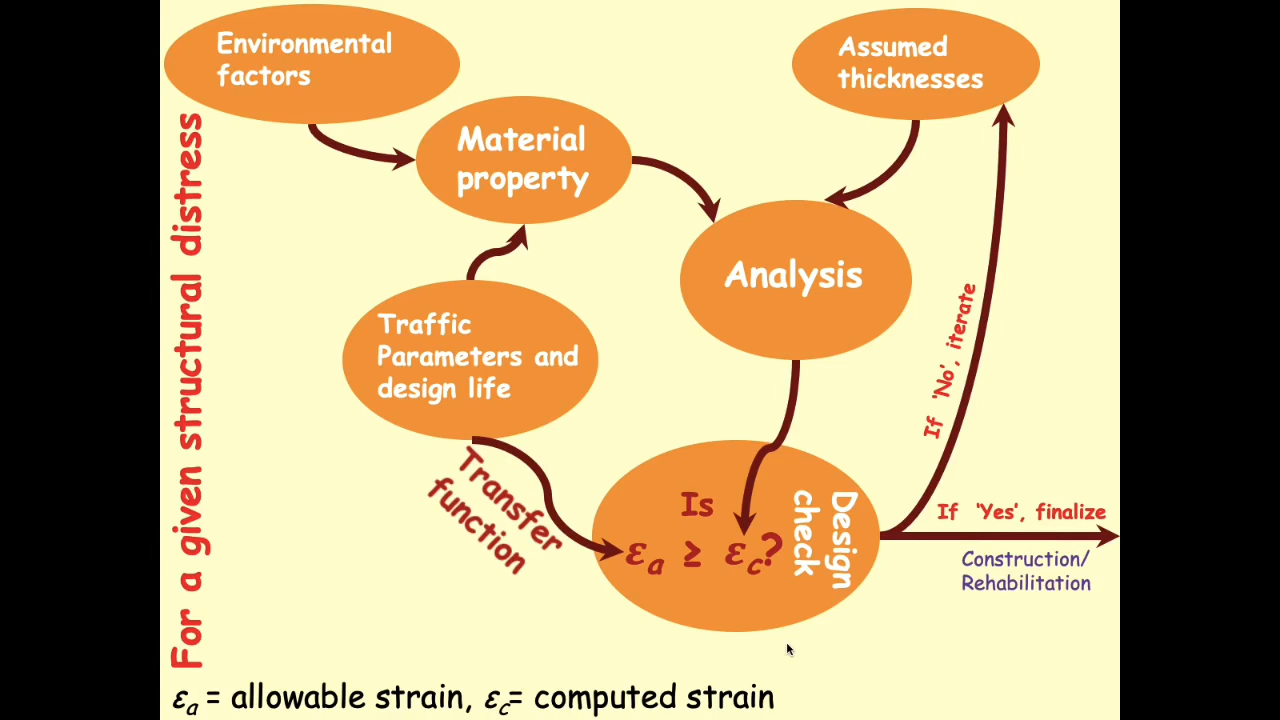 Environmental
factors
Assumed
thicknesses
Material
property
Analysis
Traffic
Parameters and
design life
Transfer
function
Is
εa ≥ εc?
Design
check
If 'No', iterate
If 'Yes', finalize
Construction/
Rehabilitation
For a given structural distress
εa = allowable strain, εc= computed strain